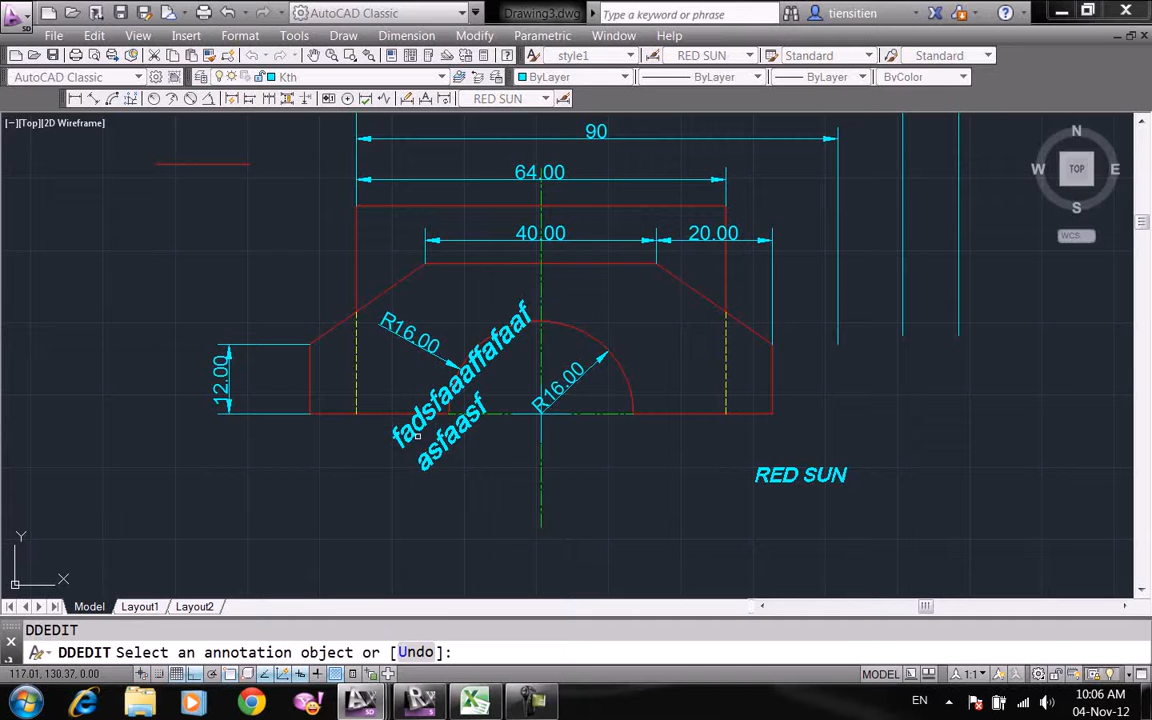 AutoCAD Classic
Drawing3.dwg
Type a keyword or phrase
tiensitien
File Edit View Insert Format Tools Draw Dimension Modify Parametric Window Help
style1 RED SUN Standard Standard
AutoCAD Classic Kth ByLayer ByLayer ByLayer ByColor
RED SUN
[−][Top][2D Wireframe]
90
64.00
40.00
20.00
R16.00
R16.00
12.00
fadsfaaaffafaaf
asfaasf
RED SUN
N
W TOP E
S
WCS
Y
X
Model Layout1 Layout2
DDEDIT
DDEDIT Select an annotation object or [Undo]:
117.01, 130.37, 0.00
MODEL
1:1
EN
10:06 AM
04-Nov-12